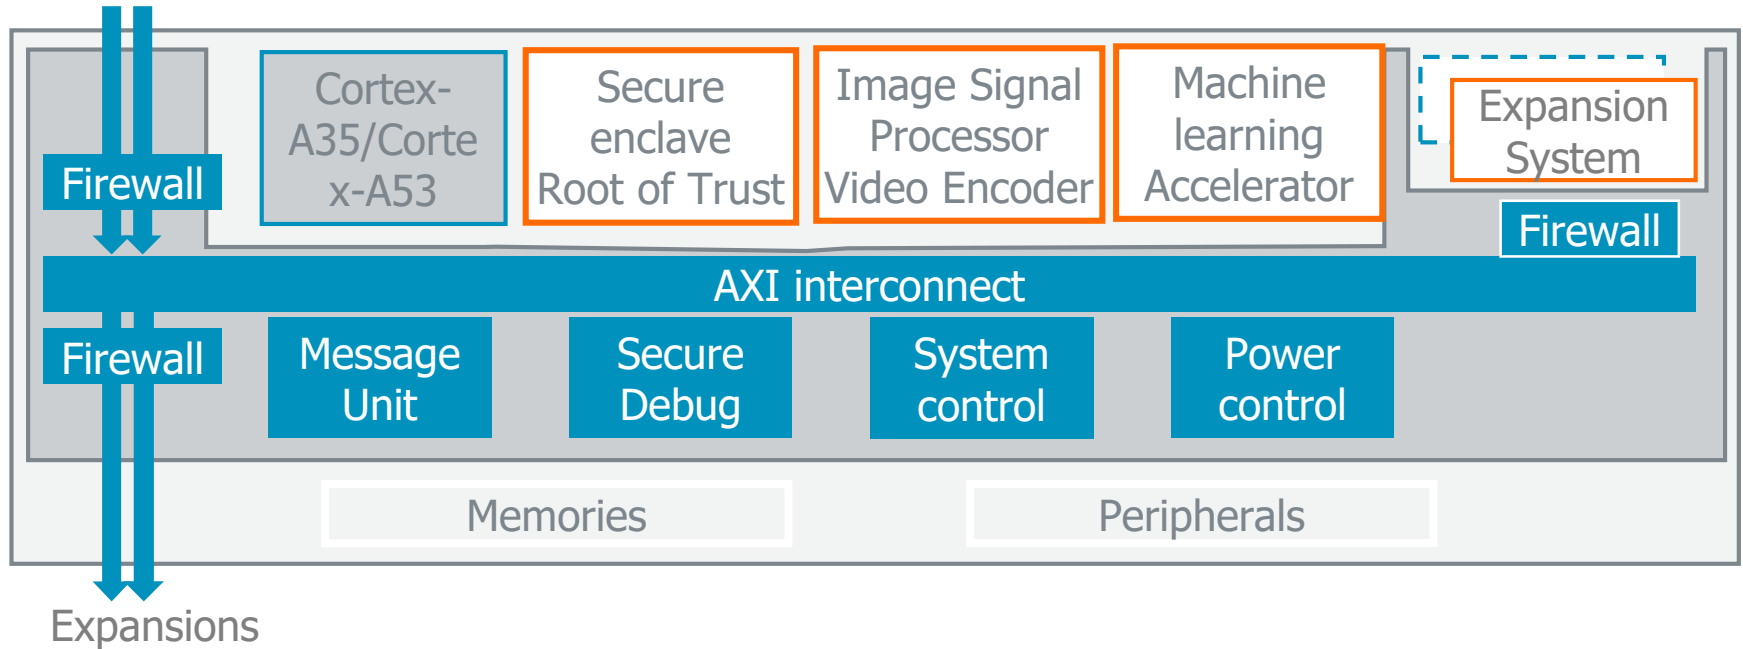 Cortex-
A35/Corte
x-A53
Secure
enclave
Root of Trust
Image Signal
Processor
Video Encoder
Machine
learning
Accelerator
Expansion
System
Firewall
Firewall
AXI interconnect
Firewall
Message
Unit
Secure
Debug
System
control
Power
control
Memories
Peripherals
Expansions